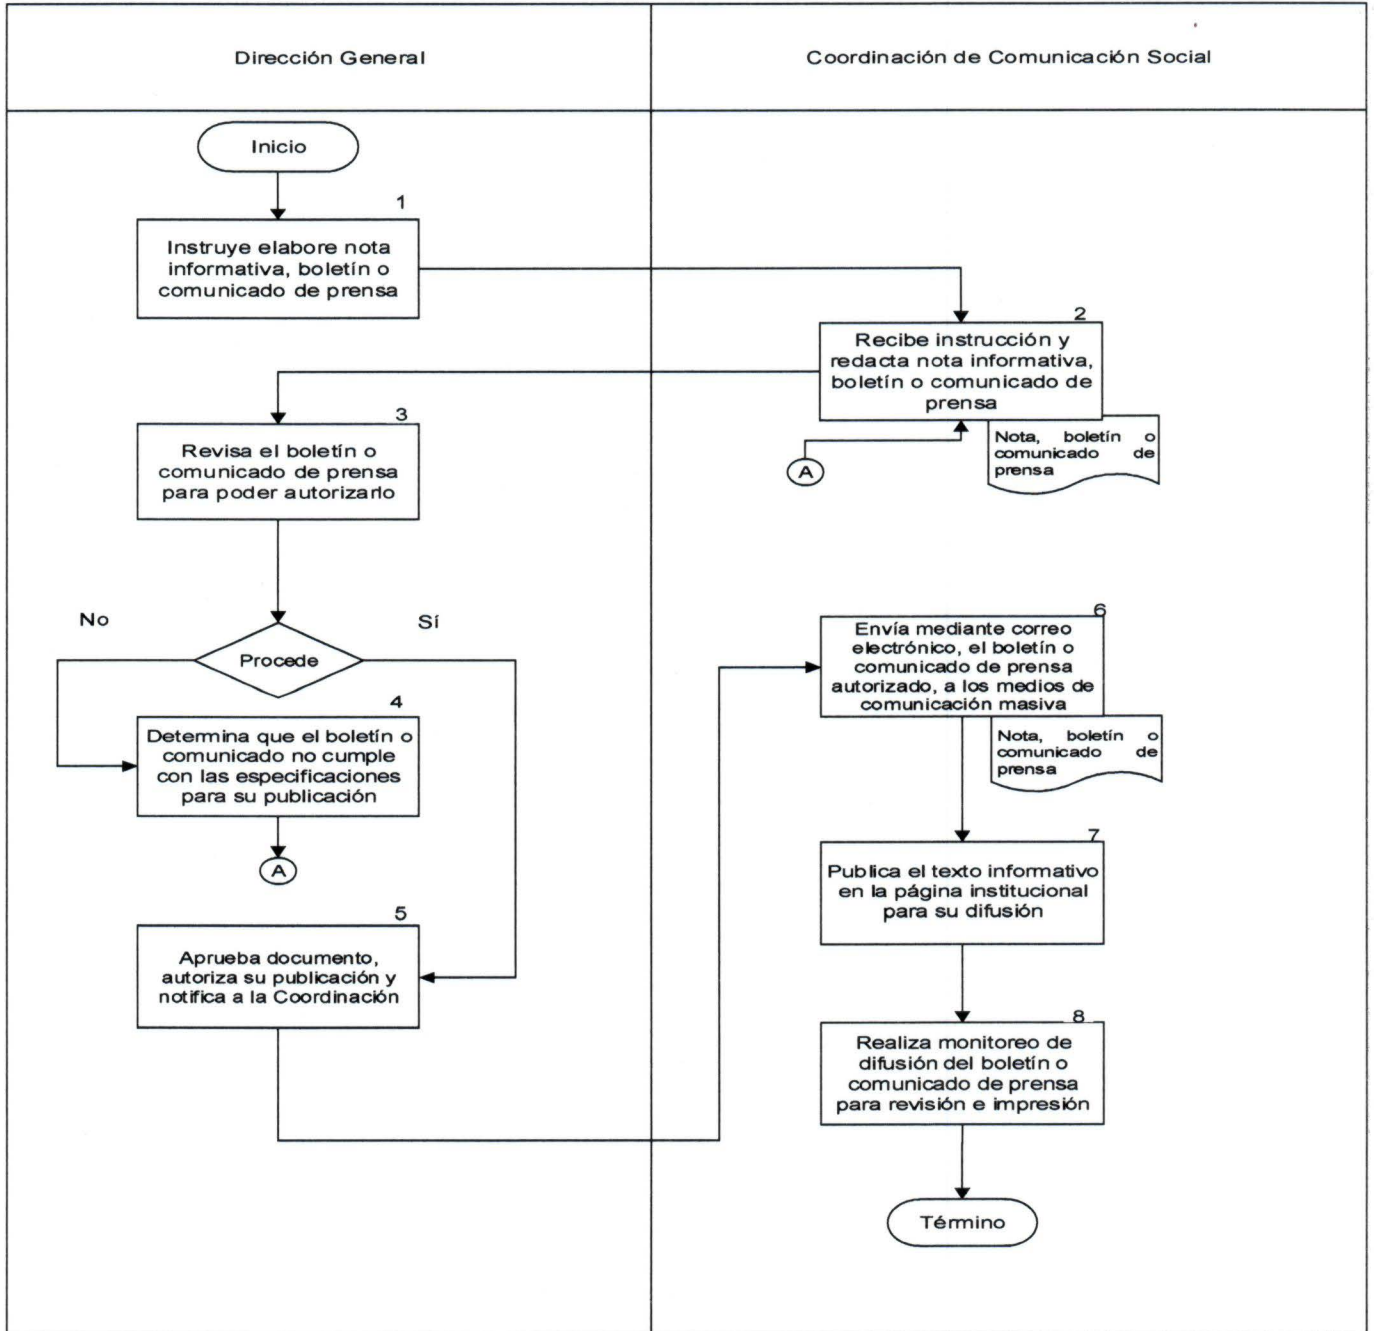 Dirección General
Coordinación de Comunicación Social
Inicio
1
Instruye elabore nota
informativa, boletín o
comunicado de prensa
2
Recibe instrucción y
redacta nota informativa,
boletín o comunicado de
prensa
Nota, boletín o
comunicado de
prensa
A
3
Revisa el boletín o
comunicado de prensa
para poder autorizarlo
No
Sí
Procede
4
Determina que el boletín o
comunicado no cumple
con las especificaciones
para su publicación
A
5
Aprueba documento,
autoriza su publicación y
notifica a la Coordinación
6
Envía mediante correo
electrónico, el boletín o
comunicado de prensa
autorizado, a los medios de
comunicación masiva
Nota, boletín o
comunicado de
prensa
7
Publica el texto informativo
en la página institucional
para su difusión
8
Realiza monitoreo de
difusión del boletín o
comunicado de prensa
para revisión e impresión
Término